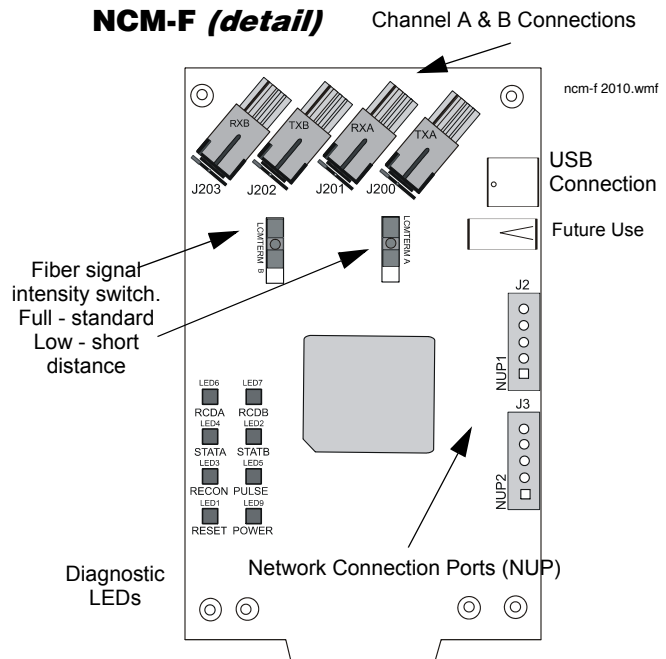 NCM-F (detail)
Channel A & B Connections
ncm-f 2010.wmf
RXB
TXB
RXA
TXA
J203
J202
J201
J200
USB
Connection
Future Use
LCMTERM B
LCMTERM A
Fiber signal
intensity switch.
Full - standard
Low - short
distance
J2
NUP1
J3
NUP2
LED6
LED7
RCDA
RCDB
LED4
LED2
STATA
STATB
LED3
LED5
RECON
PULSE
LED1
LED9
RESET
POWER
Diagnostic
LEDs
Network Connection Ports (NUP)